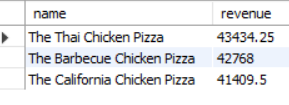 name revenue
The Thai Chicken Pizza 43434.25
The Barbecue Chicken Pizza 42768
The California Chicken Pizza 41409.5